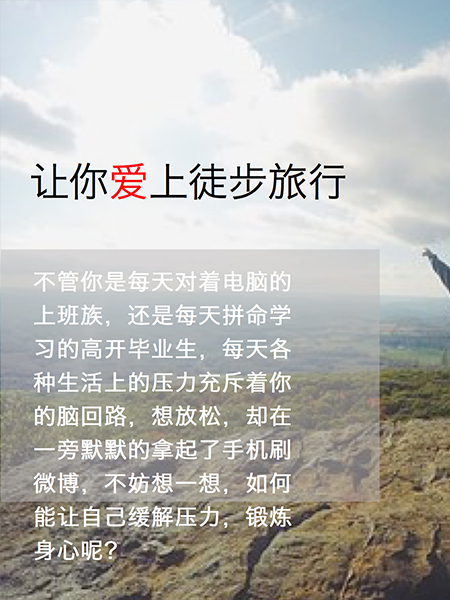 让你爱上徒步旅行
不管你是每天对着电脑的
上班族，还是每天拼命学
习的高开毕业生，每天各
种生活上的压力充斥着你
的脑回路，想放松，却在
一旁默默的拿起了手机刷
微博，不妨想一想，如何
能让自己缓解压力，锻炼
身心呢？